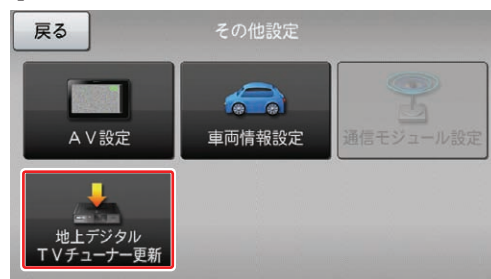 戻る
その他設定
ＡＶ設定
車両情報設定
通信モジュール設定
地上デジタル
ＴＶチューナー更新